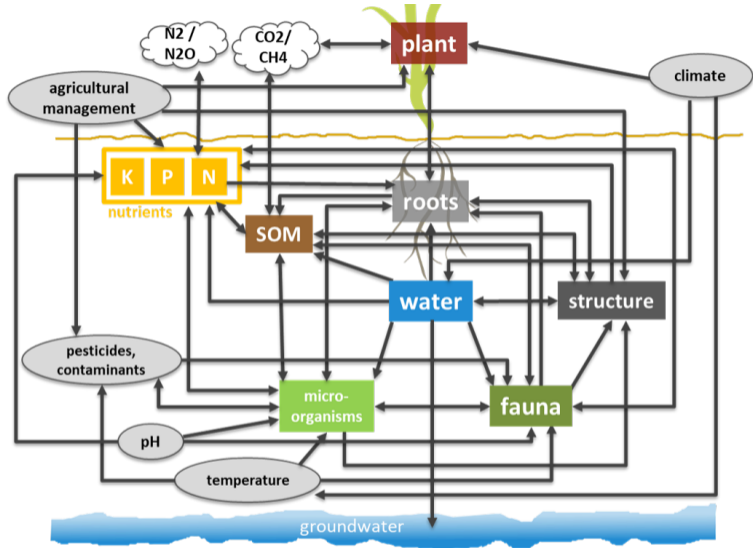 N2 /
N2O
CO2/
CH4
plant
climate
agricultural
management
K P N
nutrients
roots
SOM
water
structure
pesticides,
contaminants
micro-
organisms
fauna
pH
temperature
groundwater